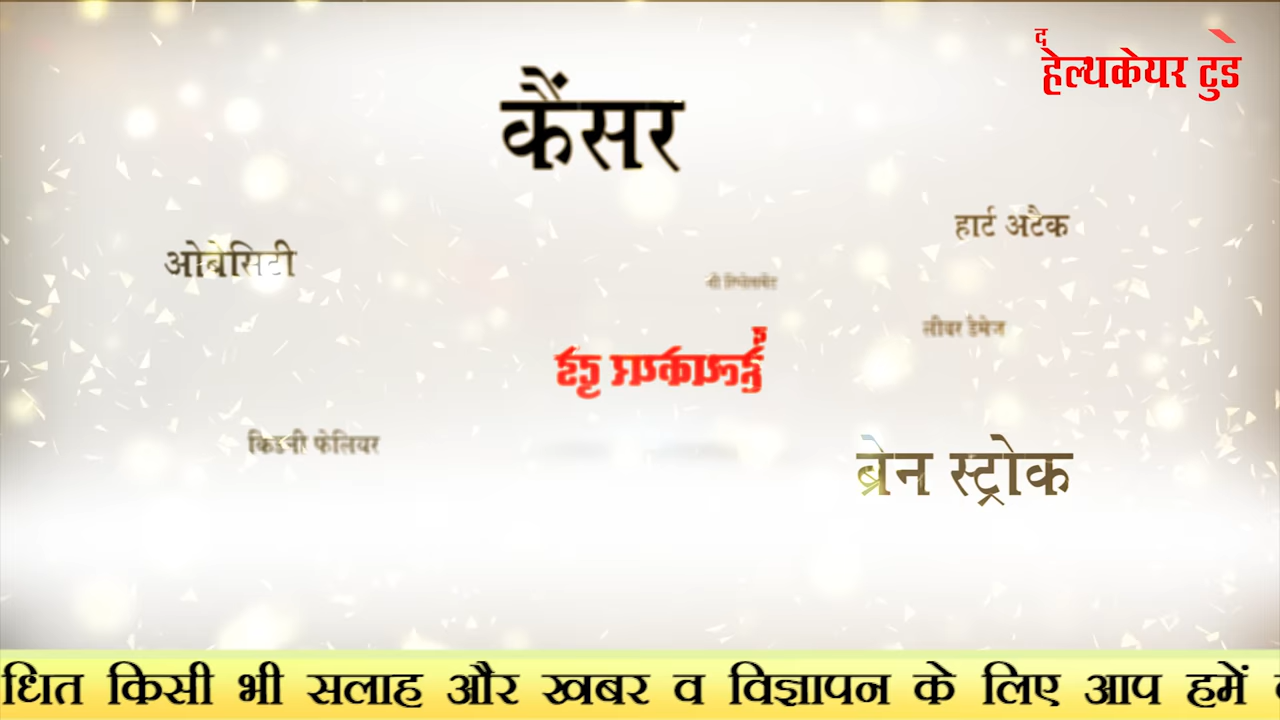 द
हेल्थकेयर टुडे
कैंसर
हार्ट अटैक
ओबेसिटी
लीवर डैमेज
किडनी फेलियर
ब्रेन स्ट्रोक
धित किसी भी सलाह और खबर व विज्ञापन के लिए आप हमें